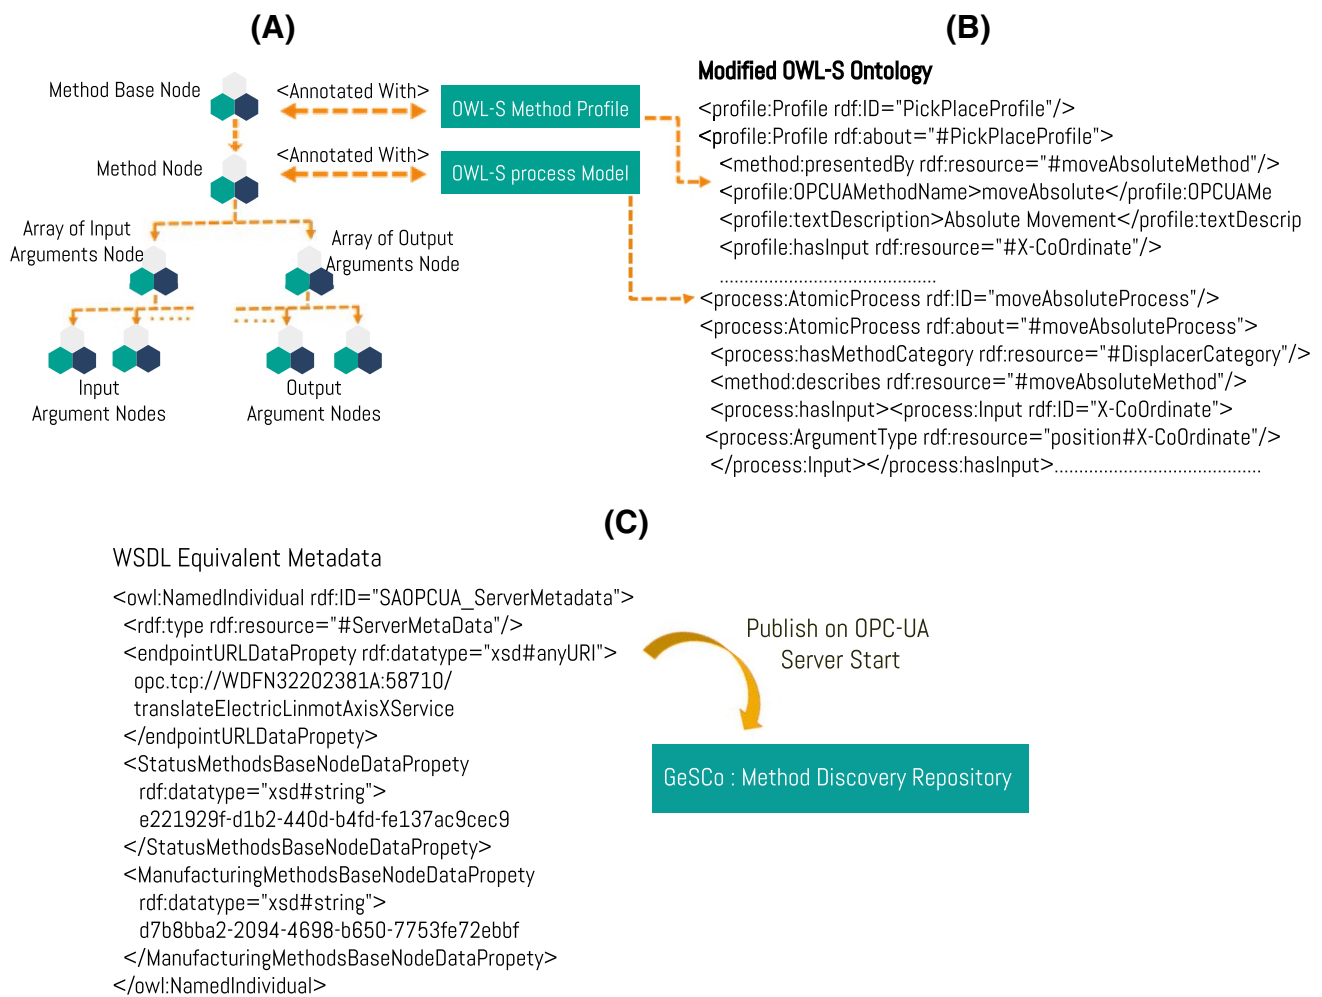 (A)
Method Base Node
<Annotated With>
OWL-S Method Profile
Method Node
<Annotated With>
OWL-S process Model
Array of Input
Arguments Node
Array of Output
Arguments Node
Input
Argument Nodes
Output
Argument Nodes
(B)
Modified OWL-S Ontology
<profile:Profile rdf:ID="PickPlaceProfile"/>
<profile:Profile rdf:about="#PickPlaceProfile">
<method:presentedBy rdf:resource="#moveAbsoluteMethod"/>
<profile:OPCUAMethodName>moveAbsolute</profile:OPCUAMe
<profile:textDescription>Absolute Movement</profile:textDescrip
<profile:hasInput rdf:resource="#X-CoOrdinate"/>
............................................
<process:AtomicProcess rdf:ID="moveAbsoluteProcess"/>
<process:AtomicProcess rdf:about="#moveAbsoluteProcess">
<process:hasMethodCategory rdf:resource="#DisplacerCategory"/>
<method:describes rdf:resource="#moveAbsoluteMethod"/>
<process:hasInput><process:Input rdf:ID="X-CoOrdinate">
<process:ArgumentType rdf:resource="position#X-CoOrdinate"/>
</process:Input></process:hasInput>..........................................
(C)
WSDL Equivalent Metadata
<owl:NamedIndividual rdf:ID="SAOPCUA_ServerMetadata">
<rdf:type rdf:resource="#ServerMetaData"/>
<endpointURLDataPropety rdf:datatype="xsd#anyURI">
opc.tcp://WDFN32202381A:58710/
translateElectricLinmotAxisXService
</endpointURLDataPropety>
<StatusMethodsBaseNodeDataPropety
rdf:datatype="xsd#string">
e221929f-d1b2-440d-b4fd-fe137ac9cec9
</StatusMethodsBaseNodeDataPropety>
<ManufacturingMethodsBaseNodeDataPropety
rdf:datatype="xsd#string">
d7b8bba2-2094-4698-b650-7753fe72ebbf
</ManufacturingMethodsBaseNodeDataPropety>
</owl:NamedIndividual>
Publish on OPC-UA
Server Start
GeSCo : Method Discovery Repository